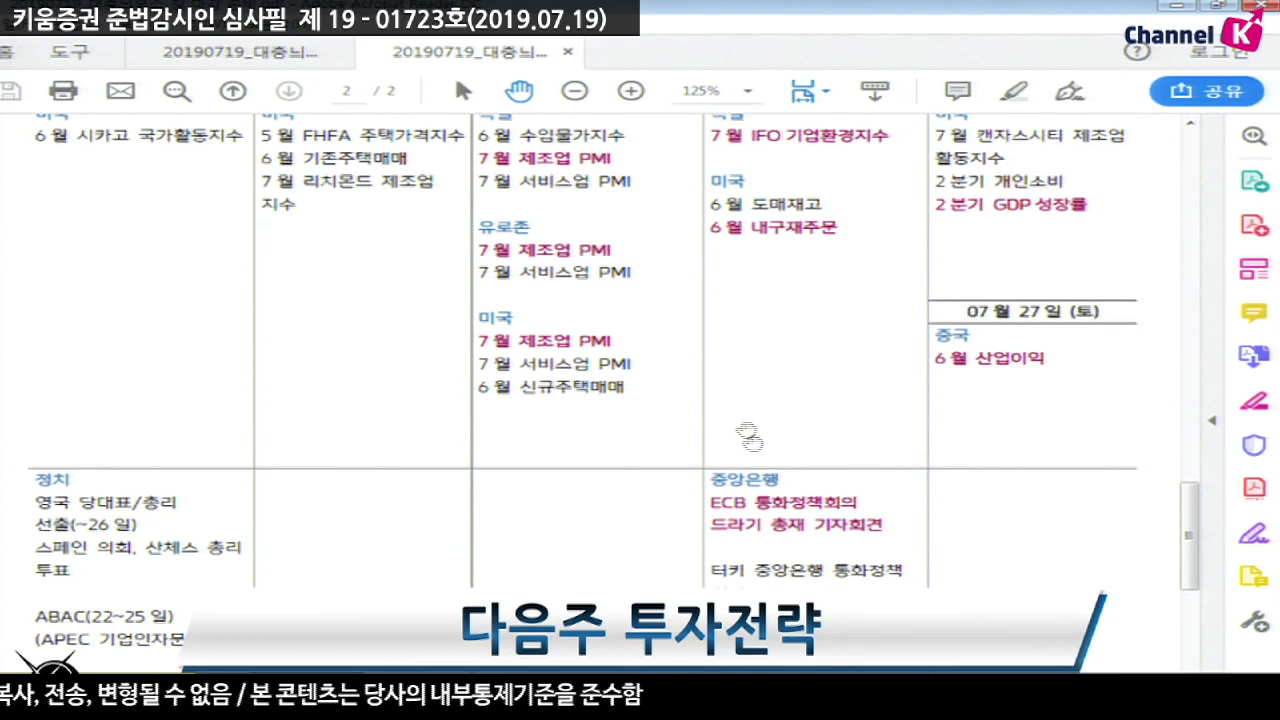 키움증권 준법감시인 심사필 제 19 - 01723호(2019.07.19)
Channel K
홈 도구 20190719_대충늬... 20190719_대충늬... × 로그인
2 / 2 125% 공유
6 월 시카고 국가활동지수
5 월 FHFA 주택가격지수
6 월 기존주택매매
7 월 리치몬드 제조업
지수
6 월 수입물가지수
7 월 제조업 PMI
7 월 서비스업 PMI
유로존
7 월 제조업 PMI
7 월 서비스업 PMI
미국
7 월 제조업 PMI
7 월 서비스업 PMI
6 월 신규주택매매
7 월 IFO 기업환경지수
미국
6 월 도매재고
6 월 내구재주문
7 월 캔자스시티 제조업
활동지수
2 분기 개인소비
2 분기 GDP 성장률
07 월 27 일 (토)
중국
6 월 산업이익
정치
영국 당대표/총리
선출(~26 일)
스페인 의회, 산체스 총리
투표
ABAC(22~25 일)
(APEC 기업인자문
중앙은행
ECB 통화정책회의
드라기 총재 기자회견
터키 중앙은행 통화정책
다음주 투자전략
복사, 전송, 변형될 수 없음 / 본 콘텐츠는 당사의 내부통제기준을 준수함